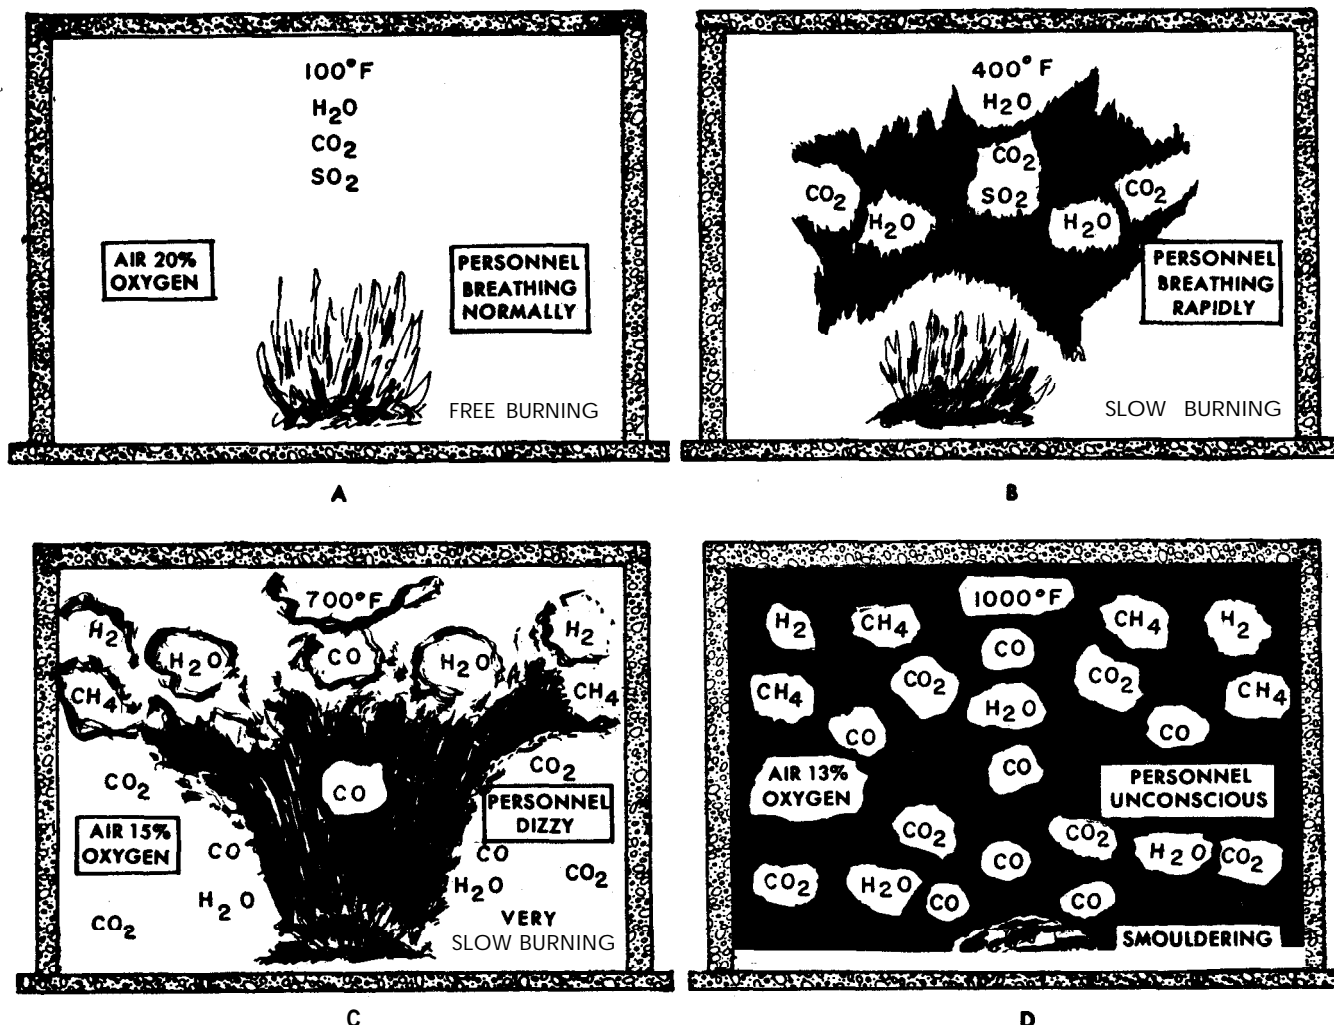 100°F
H2O
CO2
SO2
AIR 20%
OXYGEN
PERSONNEL
BREATHING
NORMALLY
FREE BURNING
A
400°F
H2O
CO2
CO2
CO2
SO2
H2O
H2O
PERSONNEL
BREATHING
RAPIDLY
SLOW BURNING
B
700°F
H2
H2
H2O
CO
H2O
CH4
CH4
CO2
CO2
CO
PERSONNEL
DIZZY
AIR 15%
OXYGEN
CO
CO
H2O
H2O
CO2
CO2
VERY
SLOW BURNING
C
1000°F
H2
CH4
CH4
H2
CO
CO2
CO2
CH4
CH4
H2O
CO
CO
CO
AIR 13%
OXYGEN
PERSONNEL
UNCONSCIOUS
CO2
CO2
CO
H2O
CO2
CO2
H2O
CO
CO
SMOULDERING
D